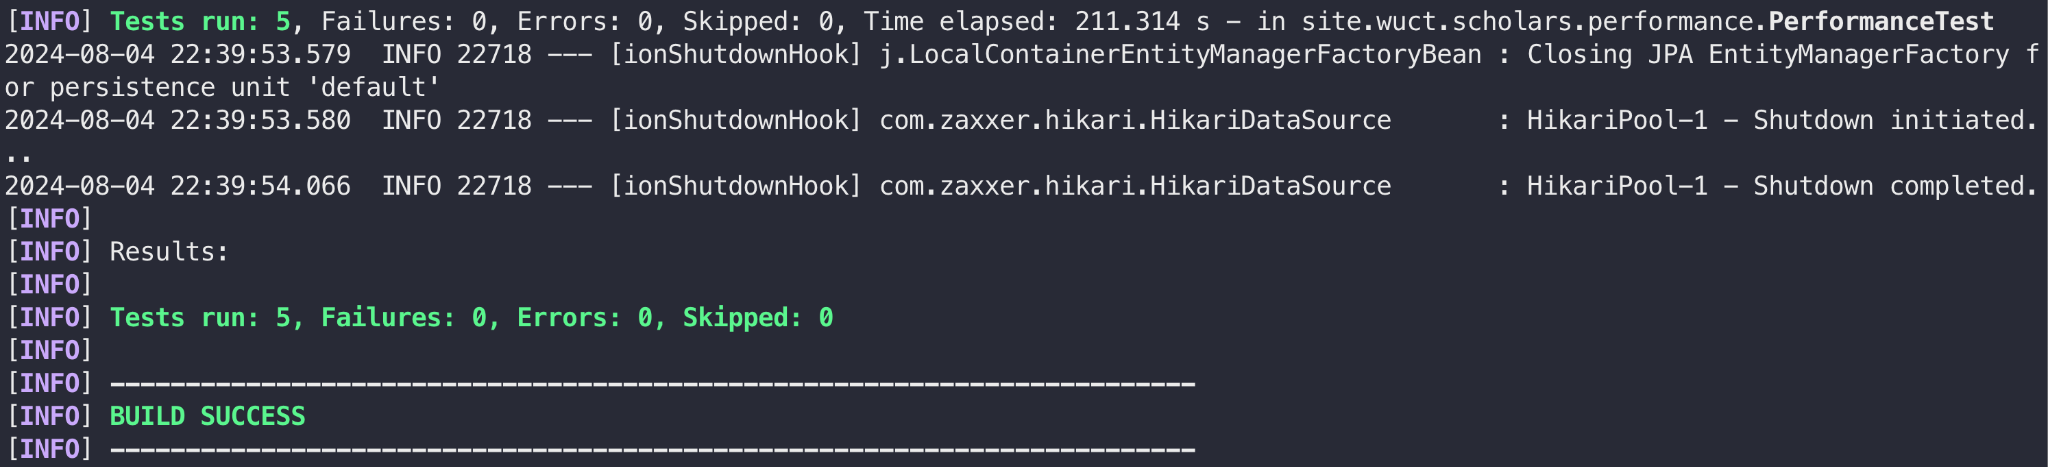 [INFO] Tests run: 5, Failures: 0, Errors: 0, Skipped: 0, Time elapsed: 211.314 s - in site.wuct.scholars.performance.PerformanceTest
2024-08-04 22:39:53.579  INFO 22718 --- [ionShutdownHook] j.LocalContainerEntityManagerFactoryBean : Closing JPA EntityManagerFactory f
or persistence unit 'default'
2024-08-04 22:39:53.580  INFO 22718 --- [ionShutdownHook] com.zaxxer.hikari.HikariDataSource       : HikariPool-1 - Shutdown initiated.
..
2024-08-04 22:39:54.066  INFO 22718 --- [ionShutdownHook] com.zaxxer.hikari.HikariDataSource       : HikariPool-1 - Shutdown completed.
[INFO]
[INFO] Results:
[INFO]
[INFO] Tests run: 5, Failures: 0, Errors: 0, Skipped: 0
[INFO]
[INFO] ------------------------------------------------------------------------
[INFO] BUILD SUCCESS
[INFO] ------------------------------------------------------------------------